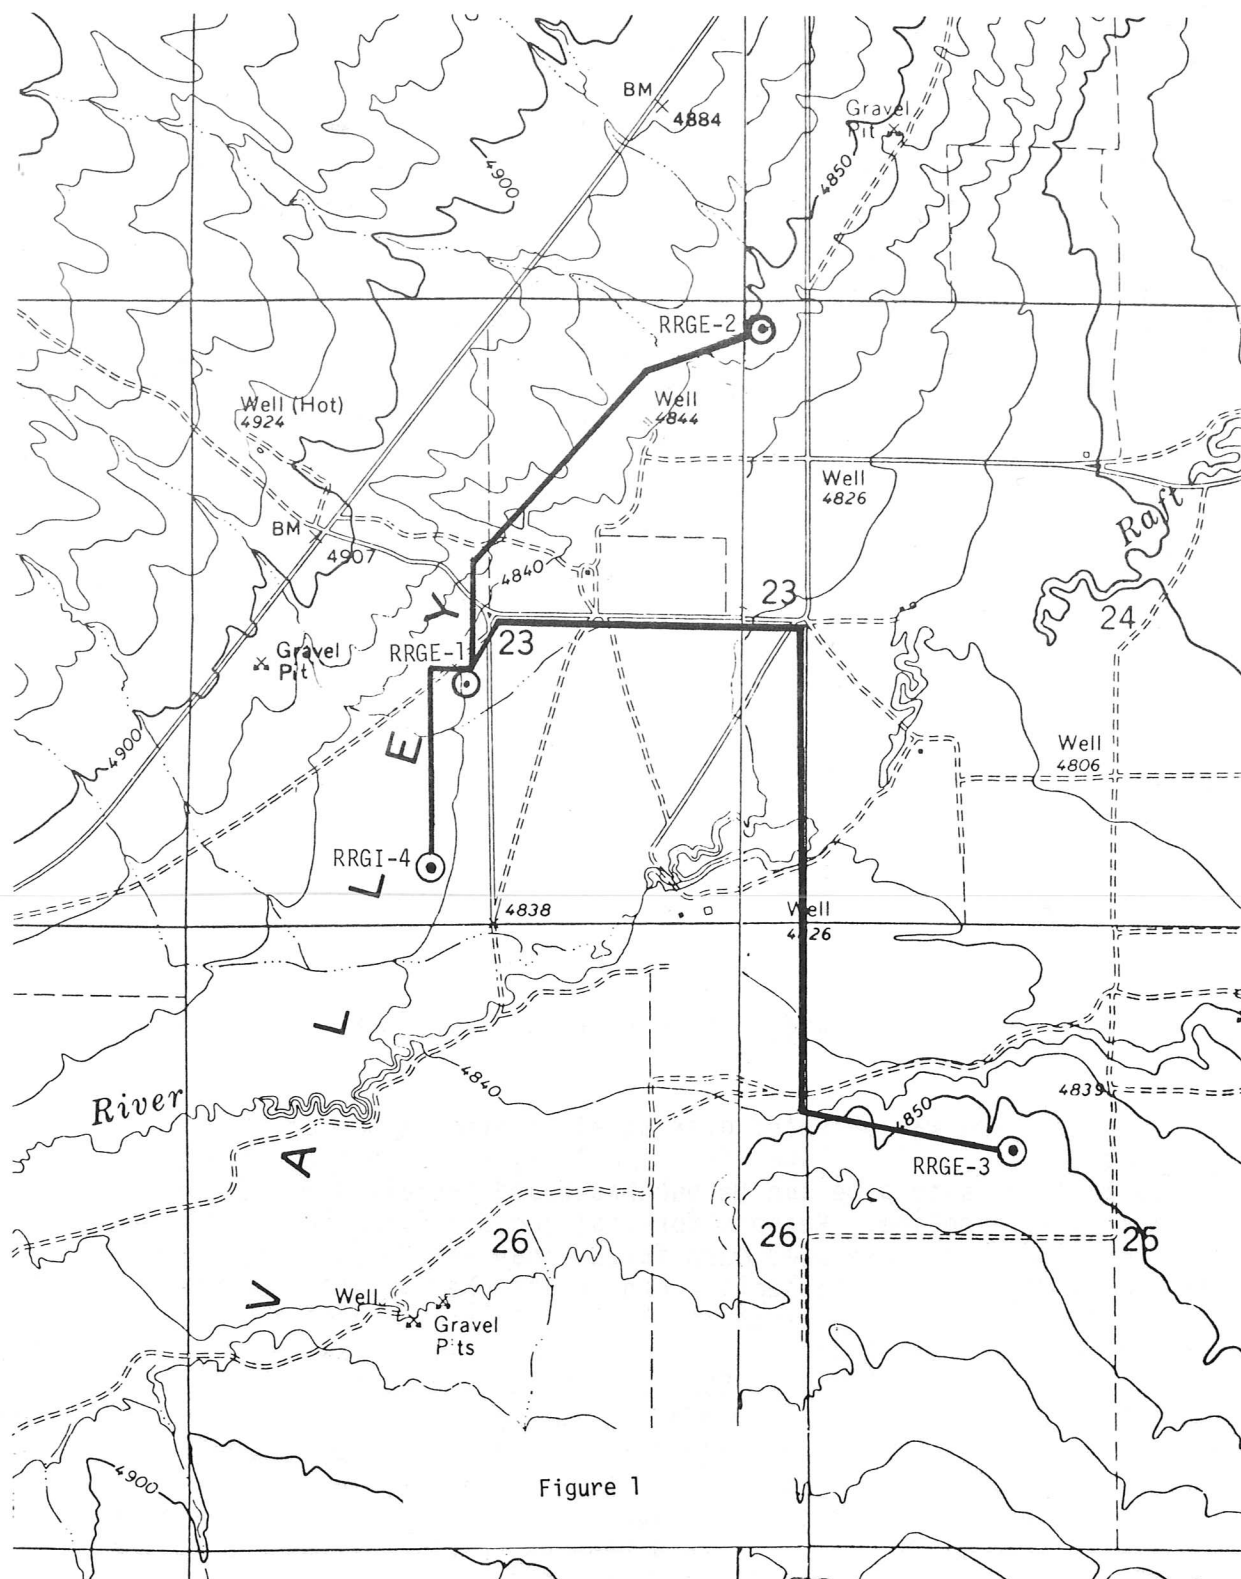 BM
4884
Gravel
Pit
4900
4850
RRGE-2
Well (Hot)
4924
Well
4844
Well
4826
Raft
BM
4907
4840
23
24
Y
23
RRGE-1
Gravel
Pit
E
4900
Well
4806
RRGI-4
L
4838
Well
4826
L
River
4840
4839
4850
A
RRGE-3
26
26
25
V
Well
Gravel
Pits
4900
Figure 1